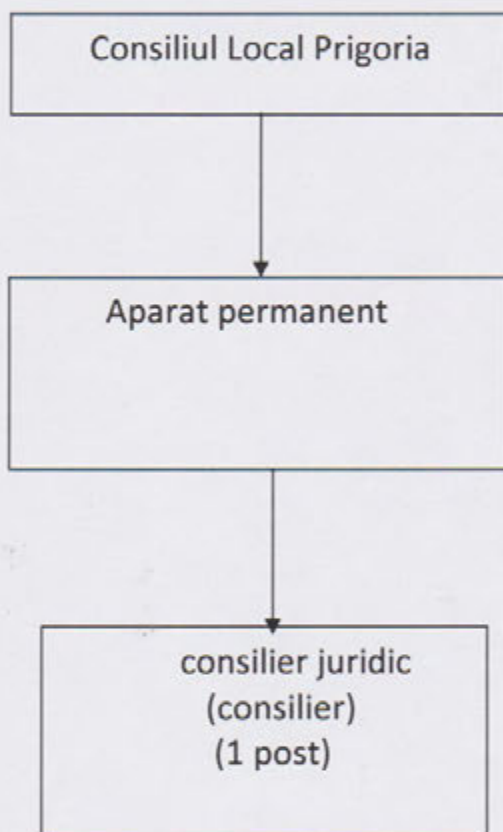 Consiliul Local Prigoria
Aparat permanent
consilier juridic
(consilier)
(1 post)